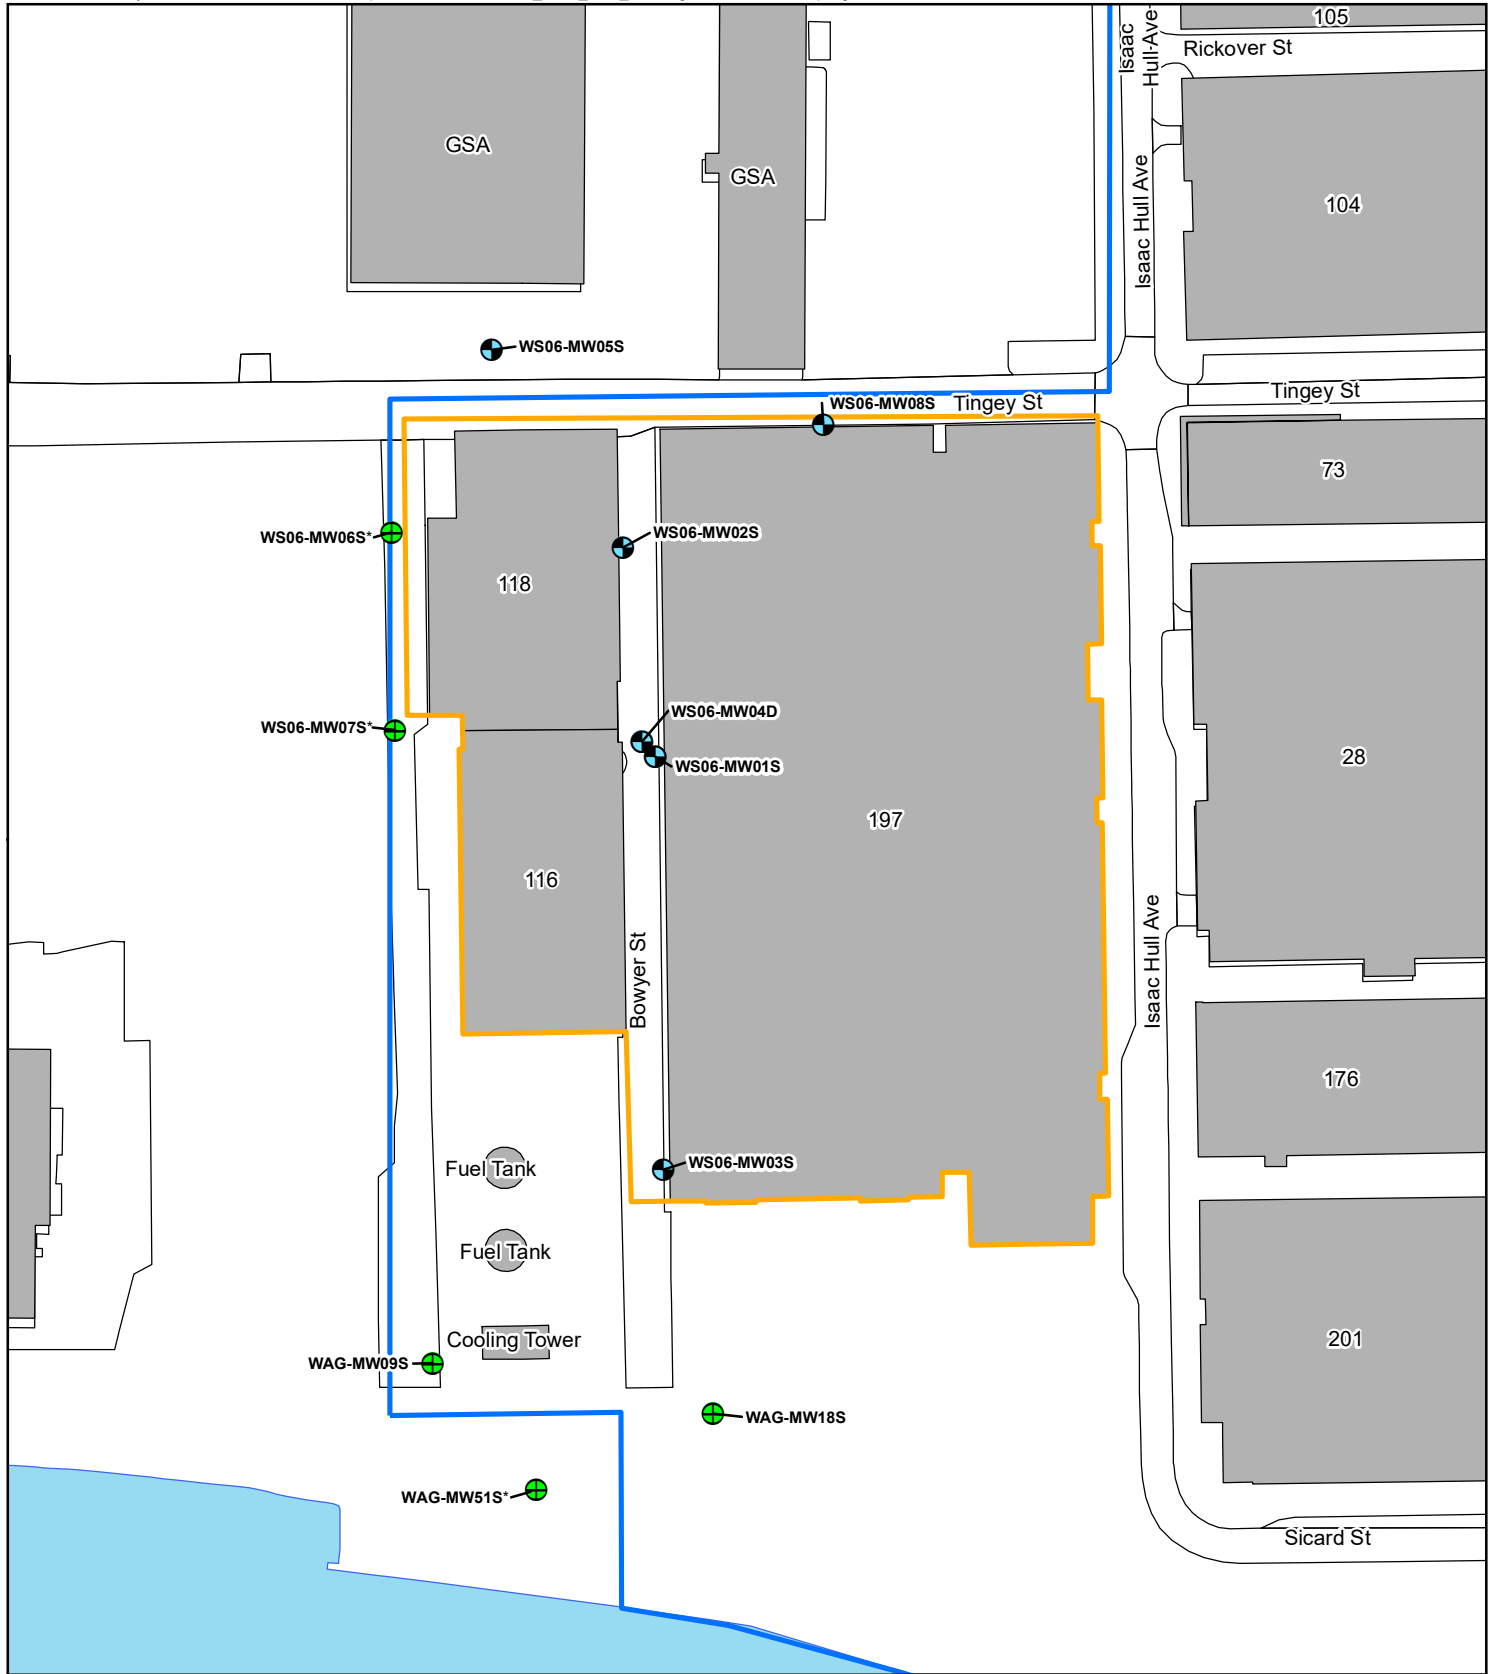 105
Isaac
Hull Ave
Rickover St
GSA
GSA
104
Isaac Hull Ave
WS06-MW05S
Tingey St
WS06-MW08S
Tingey St
73
WS06-MW06S*
WS06-MW02S
118
WS06-MW07S*
WS06-MW04D
WS06-MW01S
28
197
116
Bowyer St
Isaac Hull Ave
176
Fuel Tank
WS06-MW03S
Fuel Tank
Cooling Tower
201
WAG-MW09S
WAG-MW18S
WAG-MW51S*
Sicard St